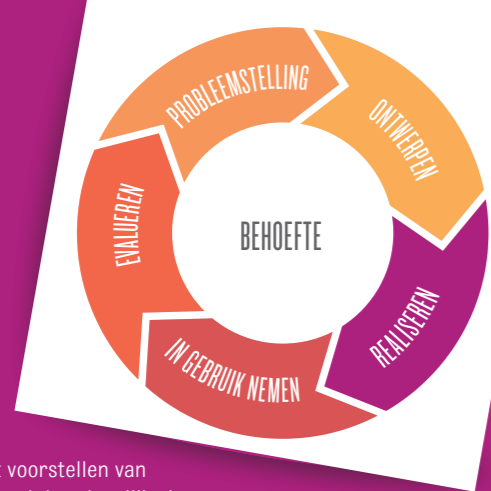 PROBLEEMSTELLING
ONTWERPEN
REALISEREN
IN GEBRUIK NEMEN
EVALUEREN
BEHOEFTE
voorstellen van